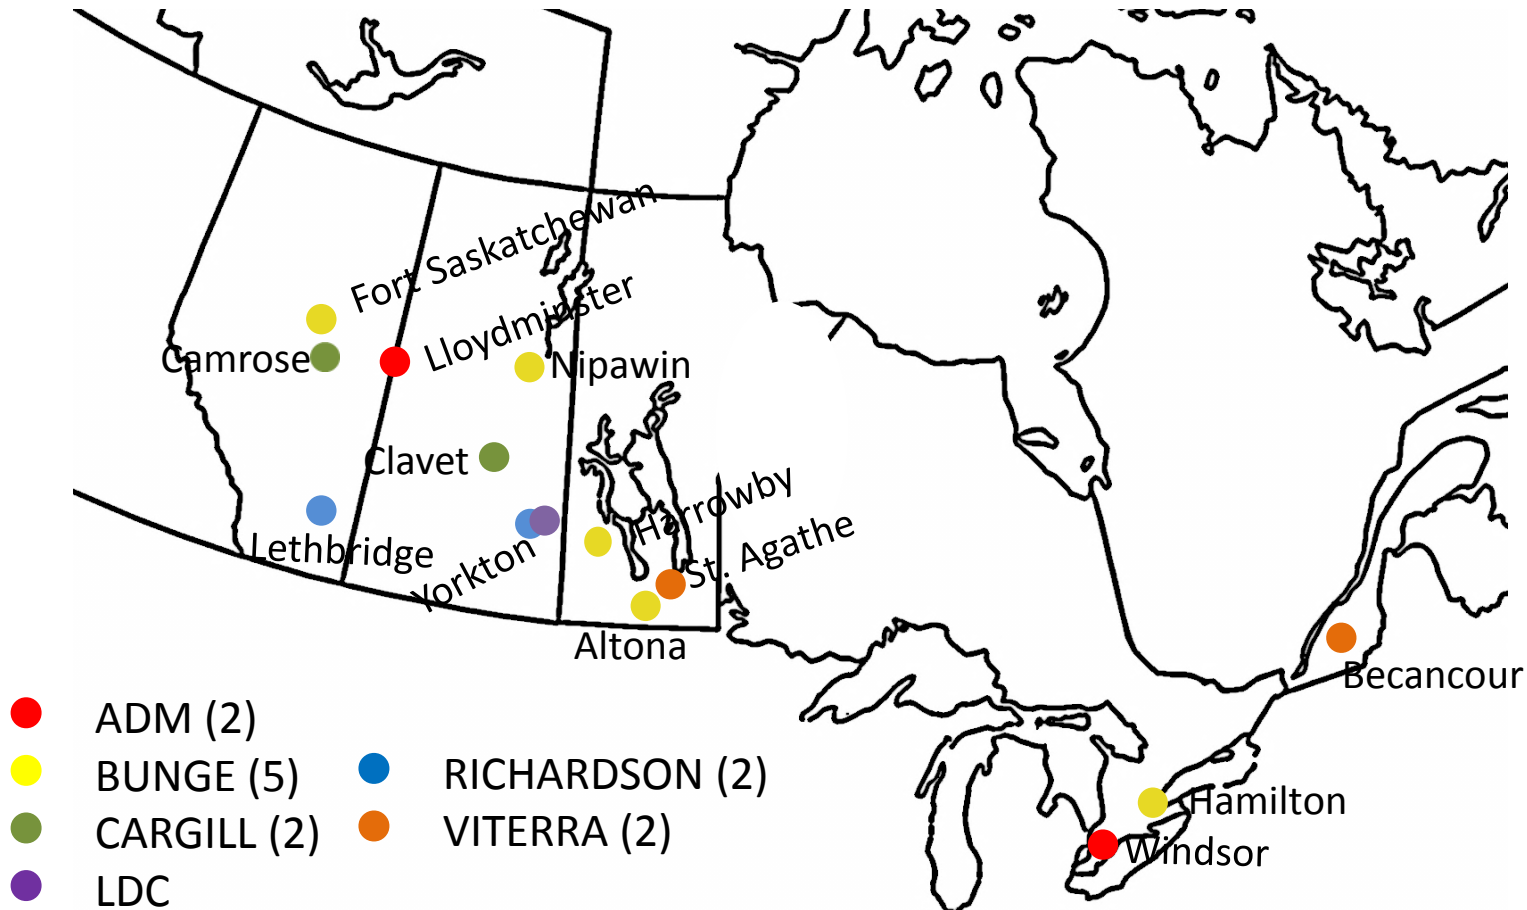 Fort Saskatchewan
Lloydminster
Camrose
Nipawin
Clavet
Harrowby
St. Agathe
Lethbridge
Yorkton
Altona
Becancour
Hamilton
Windsor
ADM (2)
BUNGE (5)
CARGILL (2)
LDC
RICHARDSON (2)
VITERRA (2)